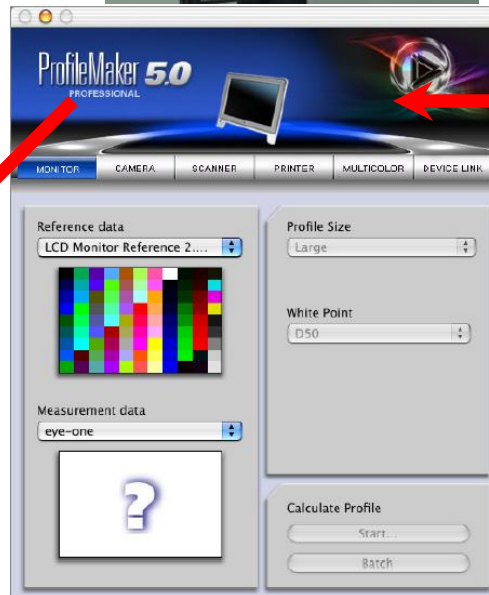 ProfileMaker 5.0
PROFESSIONAL
MONITOR CAMERA SCANNER PRINTER MULTICOLOR DEVICE LINK
Reference data
LCD Monitor Reference 2....
Measurement data
eye-one
?
Profile Size
Large
White Point
D50
Calculate Profile
Start...
Batch